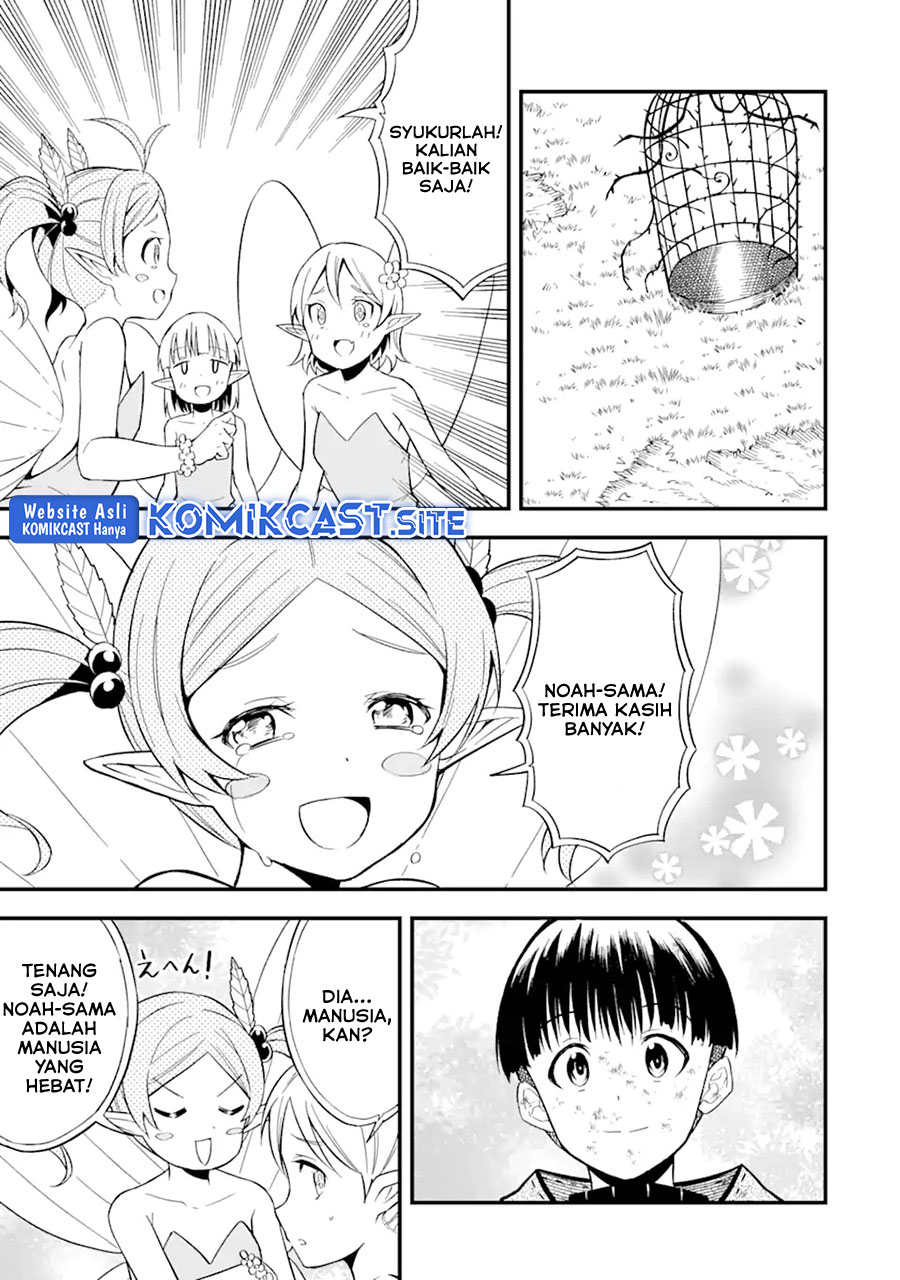 SYUKURLAH!
KALIAN
BAIK-BAIK
SAJA!
Website Asli
KOMIKCAST Hanya
KOMIKCAST.SITE
NOAH-SAMA!
TERIMA KASIH
BANYAK!
DIA...
MANUSIA,
KAN?
えへん!
TENANG
SAJA!
NOAH-SAMA
ADALAH
MANUSIA
YANG
HEBAT!